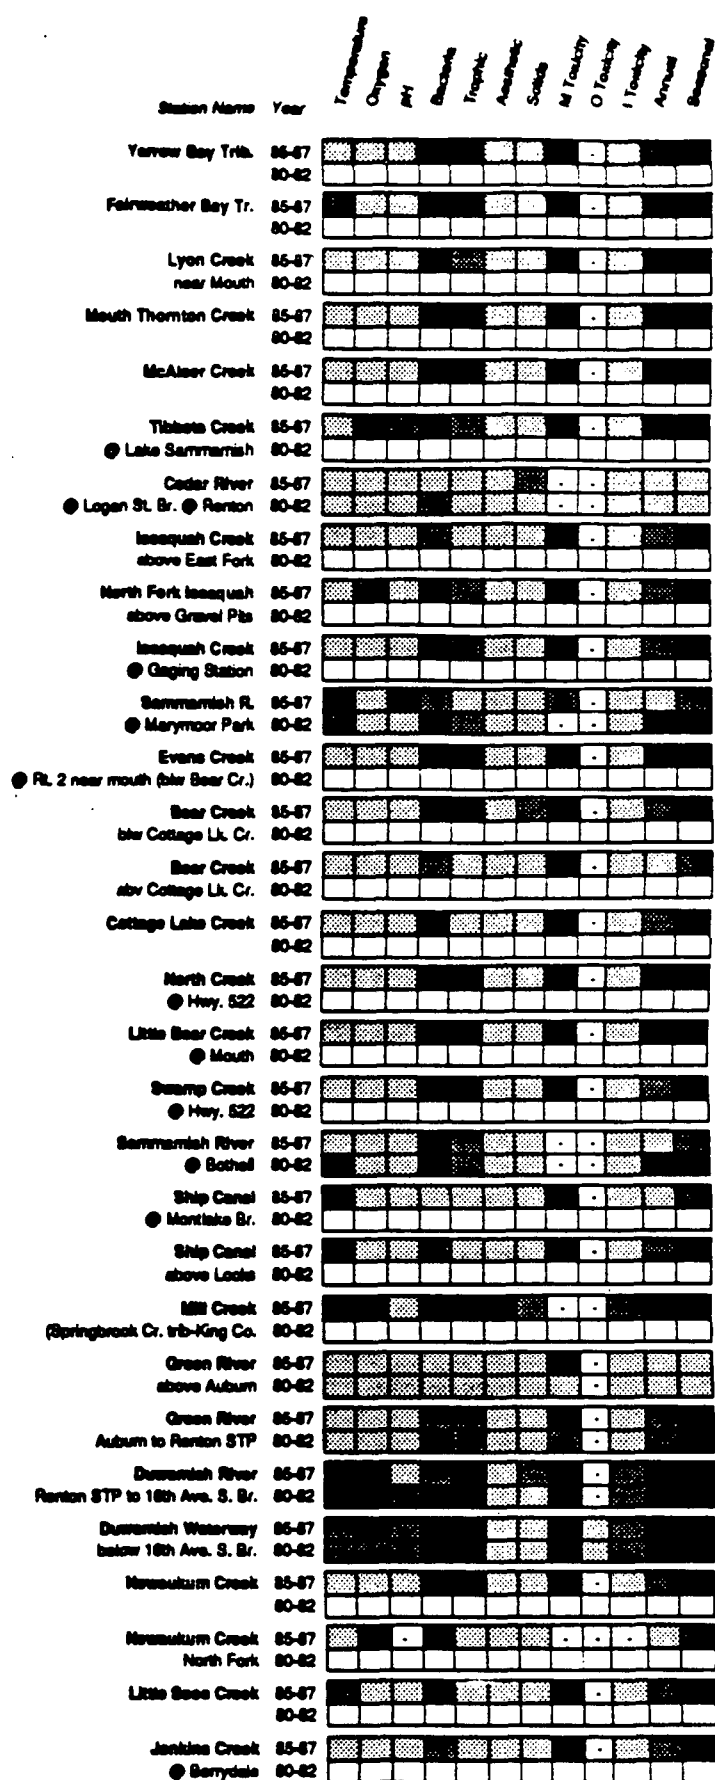 Temperature Oxygen pH Bacteria Trophic Aesthetic Solids M Toxicity O Toxicity I Toxicity Annual Seasonal
Station Name Year
Yarrow Bay Trib. 85-87
80-82
Fairweather Bay Tr. 85-87
80-82
Lyon Creek 85-87
near Mouth 80-82
Mouth Thornton Creek 85-87
80-82
McAleer Creek 85-87
80-82
Tibbets Creek 85-87
@ Lake Sammamish 80-82
Cedar River 85-87
@ Logan St. Br. @ Renton 80-82
Issaquah Creek 85-87
above East Fork 80-82
North Fork Issaquah 85-87
above Gravel Pits 80-82
Issaquah Creek 85-87
@ Gaging Station 80-82
Sammamish R. 85-87
@ Marymoor Park 80-82
Evans Creek 85-87
@ Rt. 2 near mouth (blw Bear Cr.) 80-82
Bear Creek 85-87
blw Cottage Lk. Cr. 80-82
Bear Creek 85-87
abv Cottage Lk. Cr. 80-82
Cottage Lake Creek 85-87
80-82
North Creek 85-87
@ Hwy. 522 80-82
Little Bear Creek 85-87
@ Mouth 80-82
Swamp Creek 85-87
@ Hwy. 522 80-82
Sammamish River 85-87
@ Bothell 80-82
Ship Canal 85-87
@ Montlake Br. 80-82
Ship Canal 85-87
above Locks 80-82
Mill Creek 85-87
(Springbrook Cr. trib-King Co. 80-82
Green River 85-87
above Auburn 80-82
Green River 85-87
Auburn to Renton STP 80-82
Duwamish River 85-87
Renton STP to 16th Ave. S. Br. 80-82
Duwamish Waterway 85-87
below 16th Ave. S. Br. 80-82
Newaukum Creek 85-87
80-82
Newaukum Creek 85-87
North Fork 80-82
Little Soos Creek 85-87
80-82
Jenkins Creek 85-87
@ Berrydale 80-82